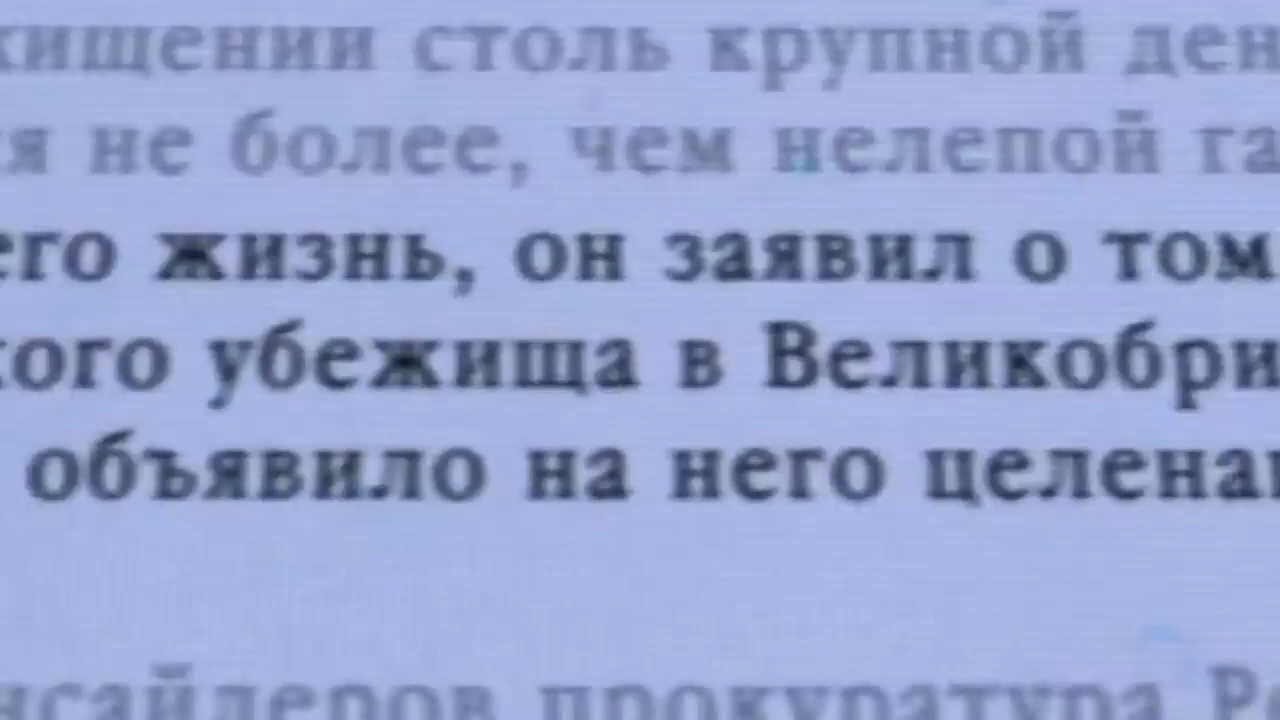 хищении столь крупной ден
ся не более, чем нелепой га
его жизнь, он заявил о том
кого убежища в Великобри
объявило на него целена
нсайдеров прокуратура Р